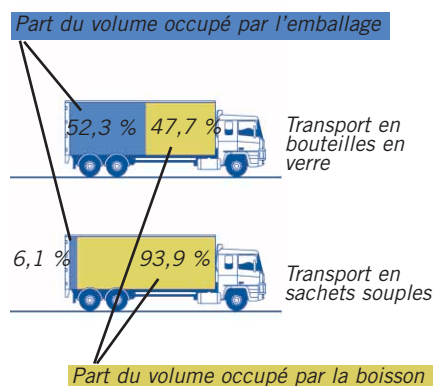 Part du volume occupé par l'emballage
52,3 % 47,7 %
Transport en
bouteilles en
verre
6,1 % 93,9 %
Transport en
sachets souples
Part du volume occupé par la boisson